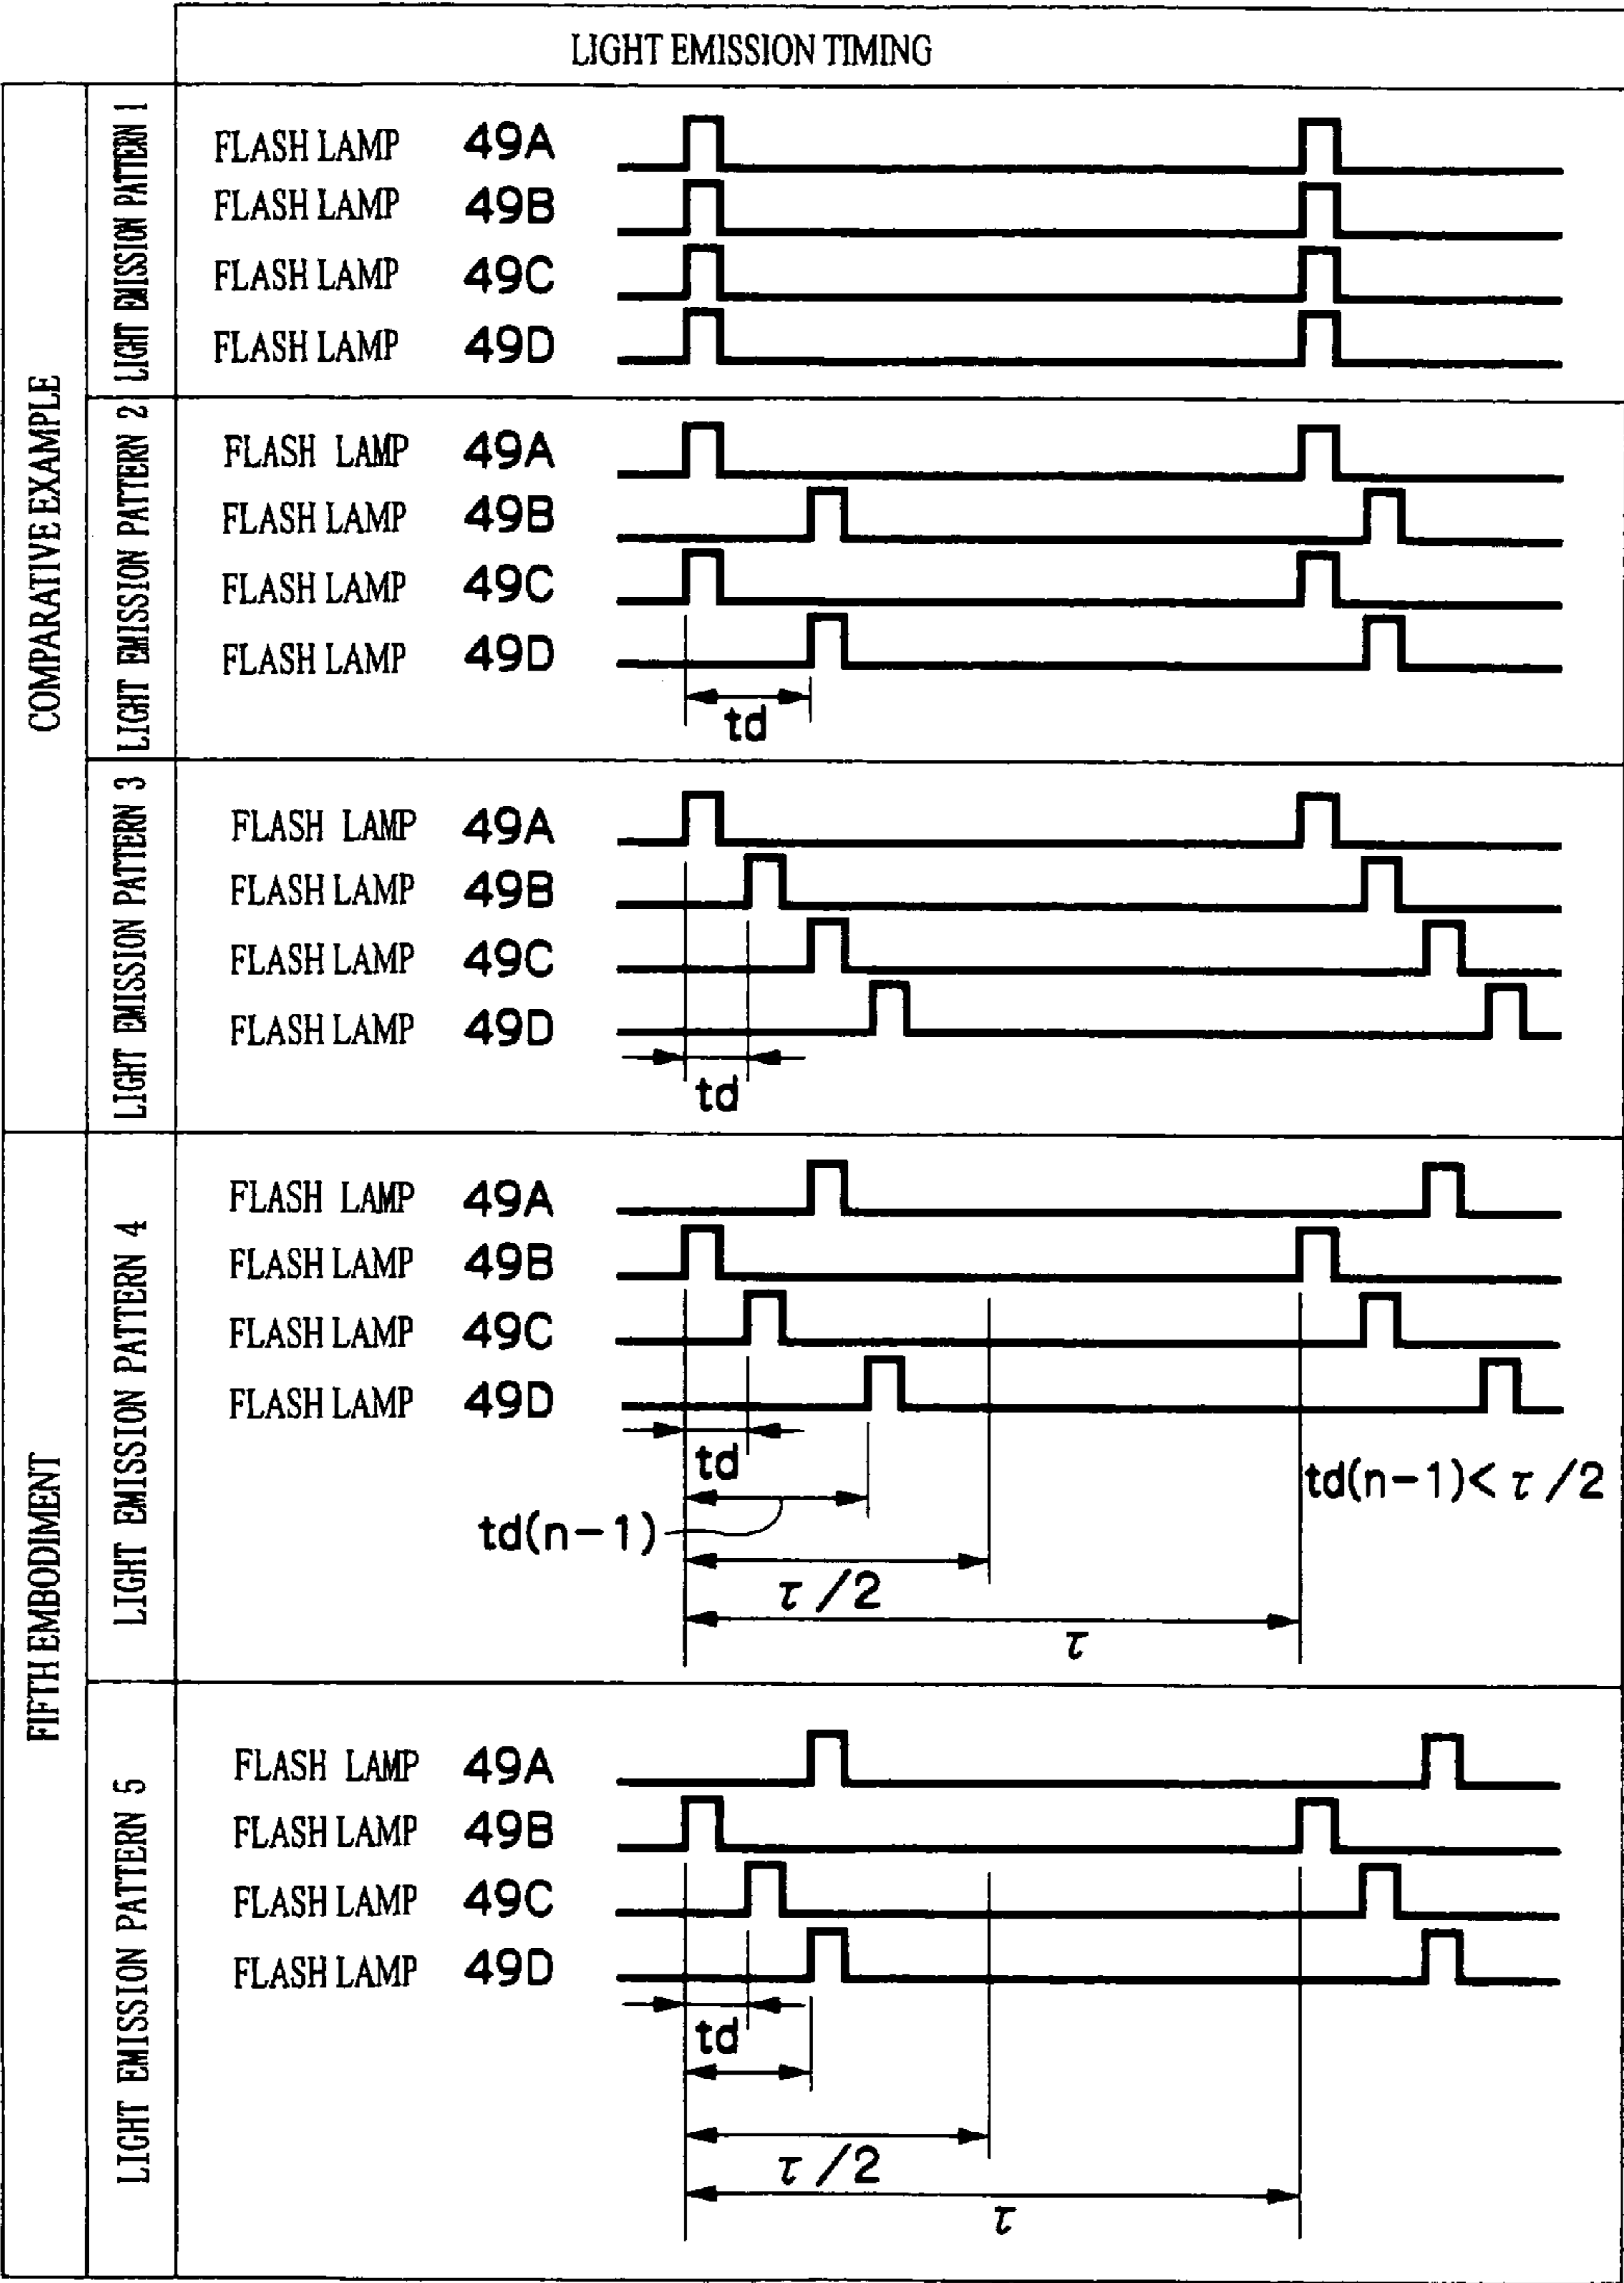 LIGHT EMISSION TIMING
COMPARATIVE EXAMPLE
LIGHT EMISSION PATTERN 1
FLASH LAMP 49A
FLASH LAMP 49B
FLASH LAMP 49C
FLASH LAMP 49D
LIGHT EMISSION PATTERN 2
FLASH LAMP 49A
FLASH LAMP 49B
FLASH LAMP 49C
FLASH LAMP 49D
td
LIGHT EMISSION PATTERN 3
FLASH LAMP 49A
FLASH LAMP 49B
FLASH LAMP 49C
FLASH LAMP 49D
td
FIFTH EMBODIMENT
LIGHT EMISSION PATTERN 4
FLASH LAMP 49A
FLASH LAMP 49B
FLASH LAMP 49C
FLASH LAMP 49D
td
td(n-1)< τ/2
td(n-1)
τ/2
τ
LIGHT EMISSION PATTERN 5
FLASH LAMP 49A
FLASH LAMP 49B
FLASH LAMP 49C
FLASH LAMP 49D
td
τ/2
τ